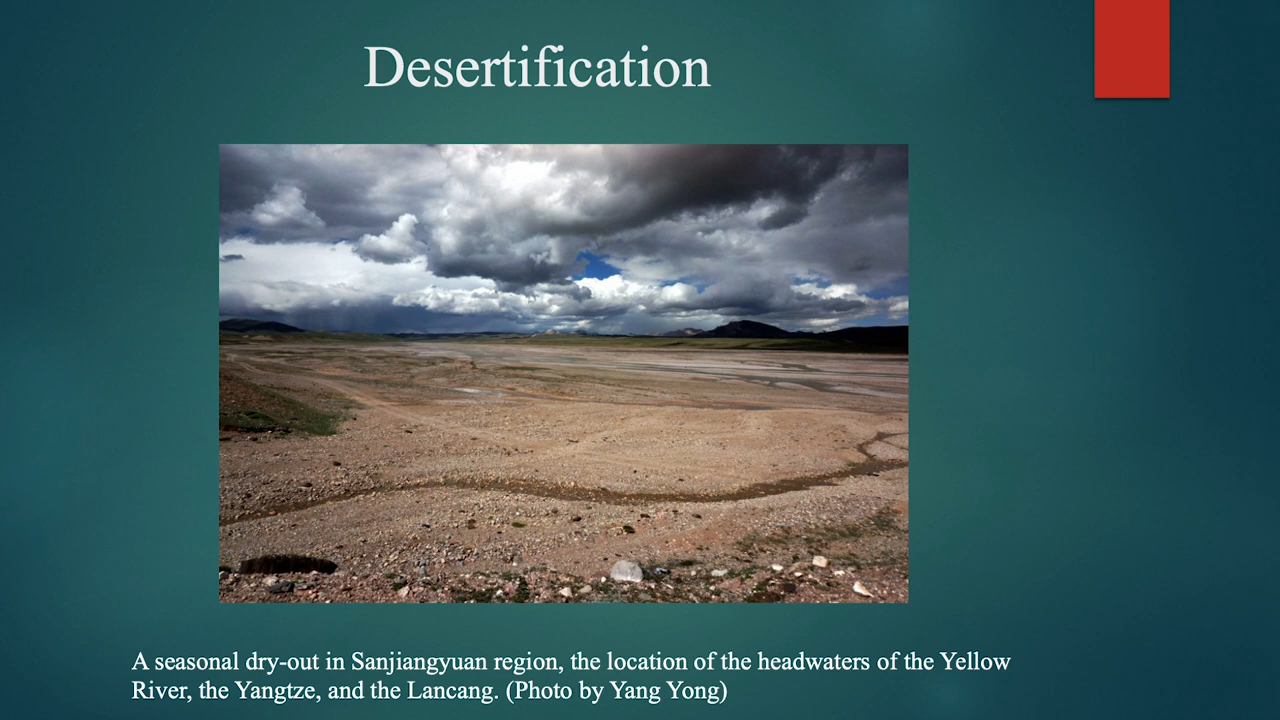 Desertification
A seasonal dry-out in Sanjiangyuan region, the location of the headwaters of the Yellow
River, the Yangtze, and the Lancang. (Photo by Yang Yong)